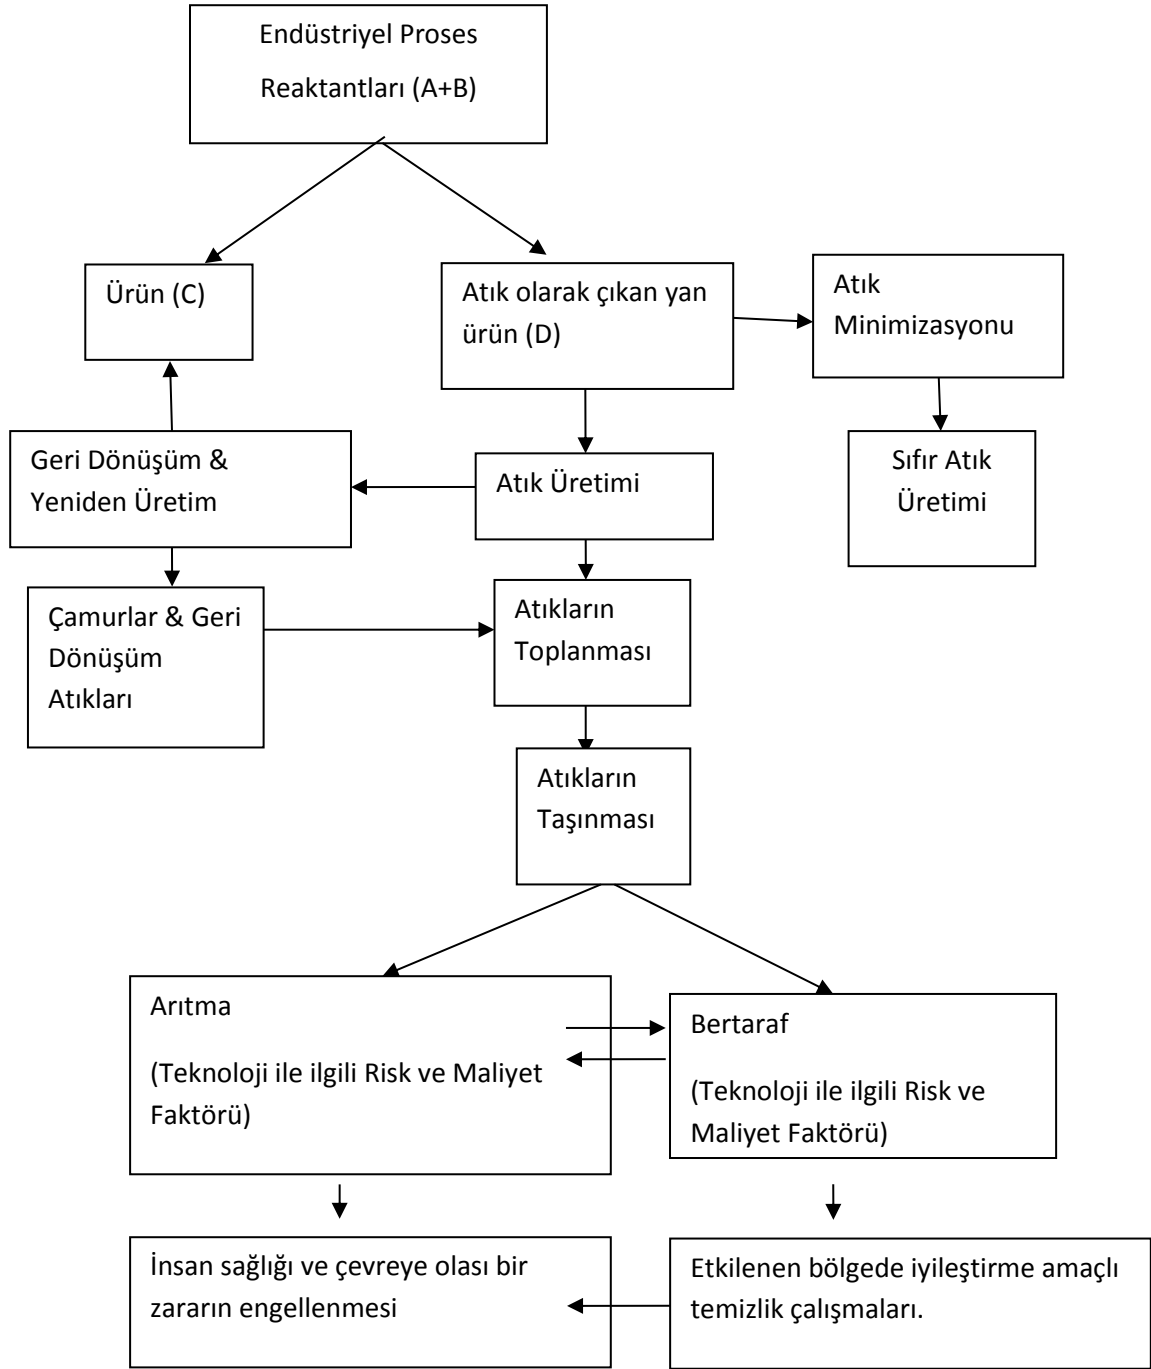 Endüstriyel Proses
Reaktantları (A+B)
Ürün (C)
Atık olarak çıkan yan
ürün (D)
Atık
Minimizasyonu
Geri Dönüşüm &
Yeniden Üretim
Atık Üretimi
Sıfır Atık
Üretimi
Çamurlar & Geri
Dönüşüm
Atıkları
Atıkların
Toplanması
Atıkların
Taşınması
Arıtma
(Teknoloji ile ilgili Risk ve Maliyet
Faktörü)
Bertaraf
(Teknoloji ile ilgili Risk ve
Maliyet Faktörü)
İnsan sağlığı ve çevreye olası bir
zararın engellenmesi
Etkilenen bölgede iyileştirme amaçlı
temizlik çalışmaları.